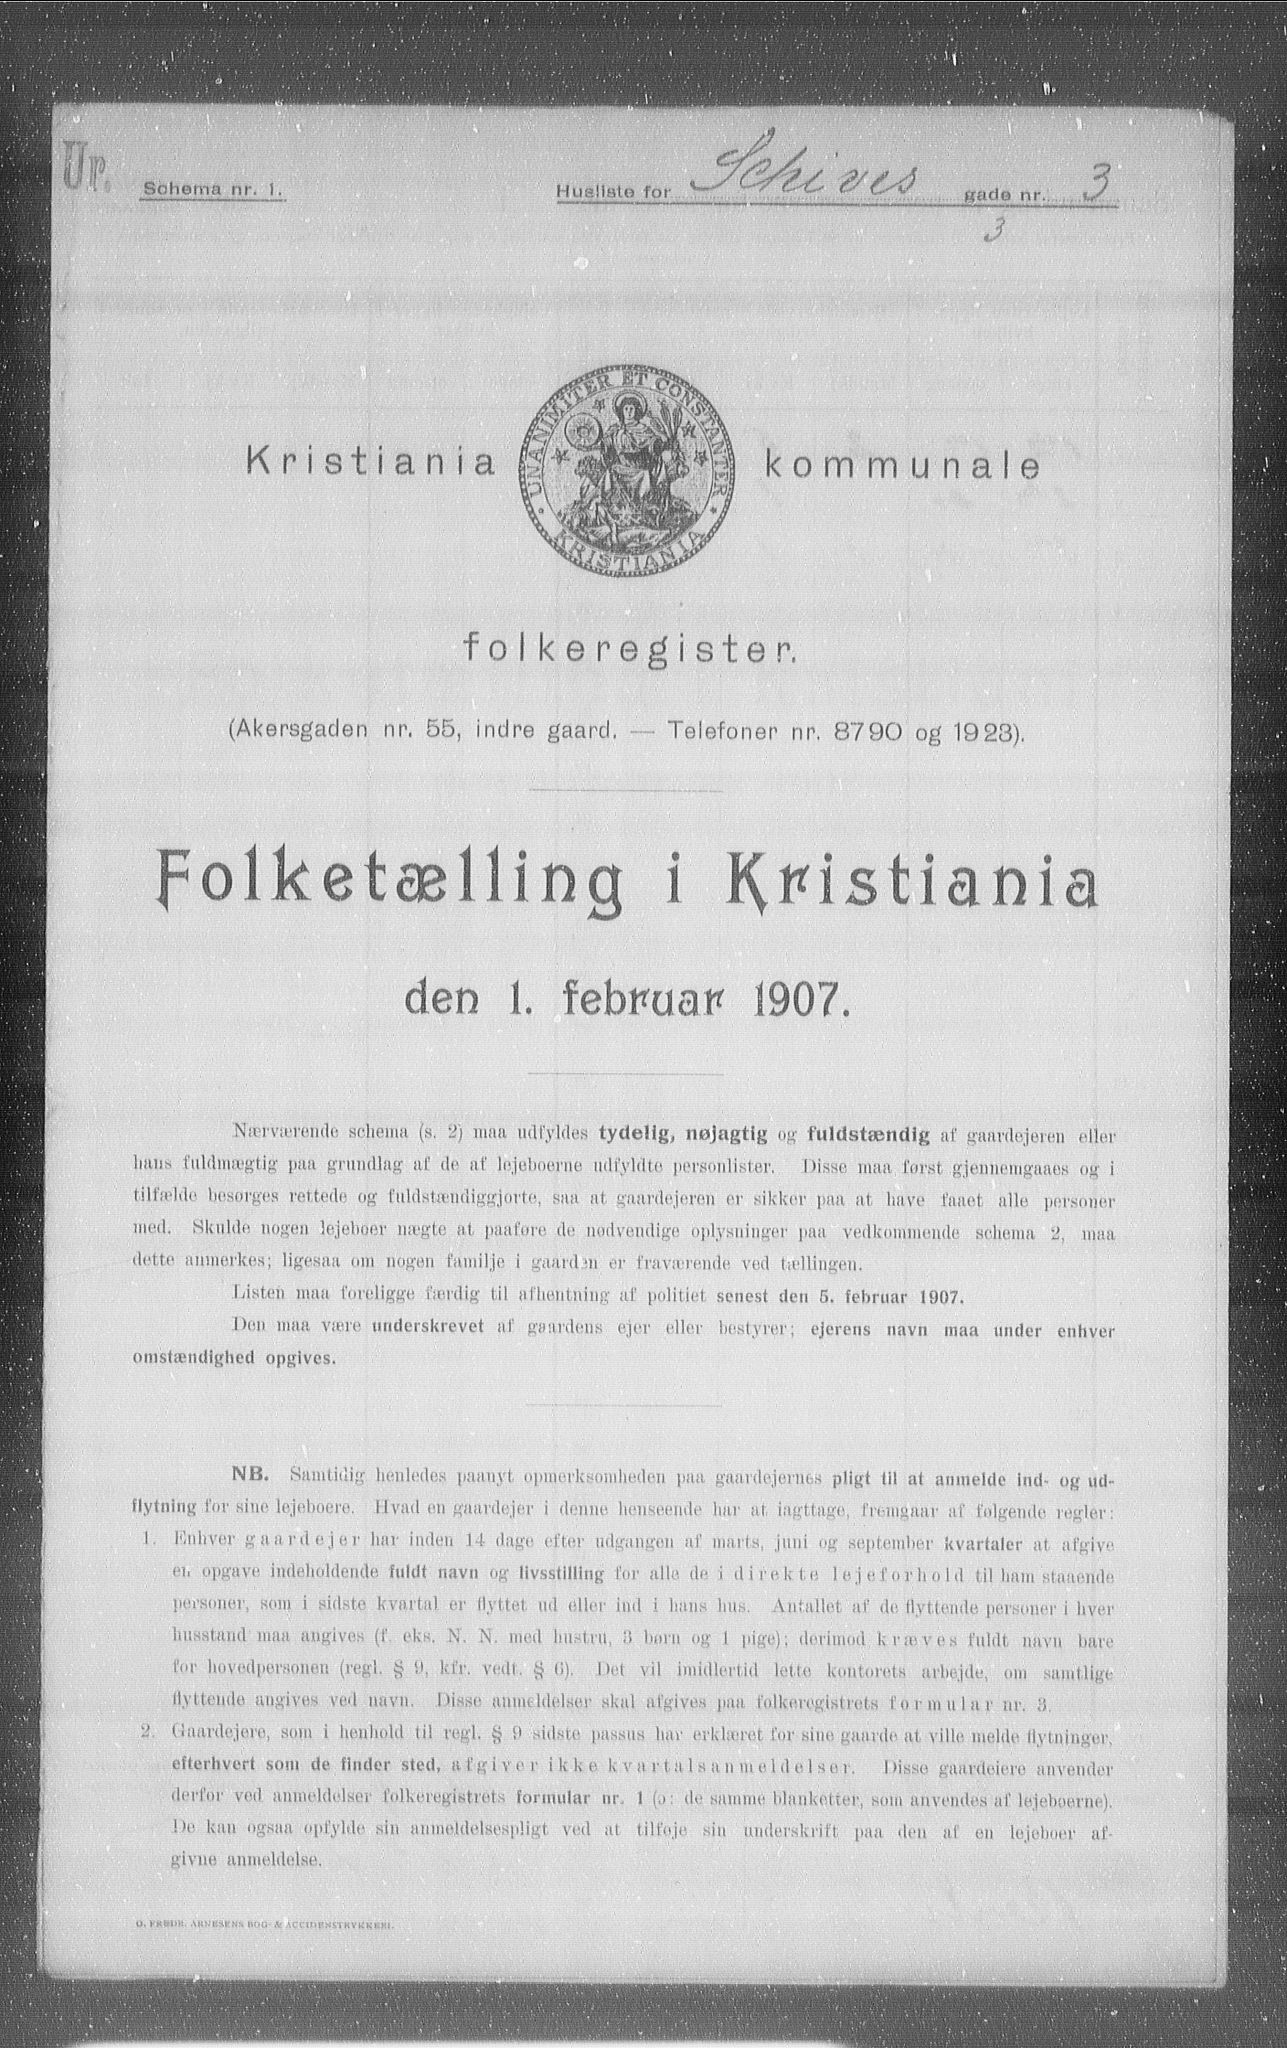 Ur.
Schema nr. 1.
Husliste for Schives gade nr. 3
3
UNANIMITER ET CONSTANTER
KRISTIANIA
Kristiania kommunale
folkeregister.
(Akersgaden nr. 55, indre gaard. — Telefoner nr. 8790 og 1923).
Folketælling i Kristiania
den 1. februar 1907.
Nærværende schema (s. 2) maa udfyldes tydelig, nøjagtig og fuldstændig af gaardejeren eller
hans fuldmægtig paa grundlag af de af lejeboerne udfyldte personlister. Disse maa først gjennemgaaes og i
tilfælde besørges rettede og fuldstændiggjorte, saa at gaardejeren er sikker paa at have faaet alle personer
med. Skulde nogen lejeboer nægte at paaføre de nødvendige oplysninger paa vedkommende schema 2, maa
dette anmerkes; ligesaa om nogen familje i gaarden er fraværende ved tællingen.
Listen maa foreligge færdig til afhentning af politiet senest den 5. februar 1907.
Den maa være underskrevet af gaardens ejer eller bestyrer; ejerens navn maa under enhver
omstændighed opgives.
NB. Samtidig henledes paanyt opmerksomheden paa gaardejernes pligt til at anmelde ind- og ud-
flytning for sine lejeboere. Hvad en gaardejer i denne henseende har at iagttage, fremgaar af følgende regler:
1. Enhver gaardejer har inden 14 dage efter udgangen af marts, juni og september kvartaler at afgive
en opgave indeholdende fuldt navn og livsstilling for alle de i direkte lejeforhold til ham staaende
personer, som i sidste kvartal er flyttet ud eller ind i hans hus. Antallet af de flyttende personer i hver
husstand maa angives (f. eks. N. N. med hustru, 3 børn og 1 pige); derimod kræves fuldt navn bare
for hovedpersonen (regl. § 9, kfr. vedt. § 6). Det vil imidlertid lette kontorets arbejde, om samtlige
flyttende angives ved navn. Disse anmeldelser skal afgives paa folkeregistrets formular nr. 3.
2. Gaardejere, som i henhold til regl. § 9 sidste passus har erklæret for sine gaarde at ville melde flytninger,
efterhvert som de finder sted, afgiver ikke kvartalsanmeldelser. Disse gaardeiere anvender
derfor ved anmeldelser folkeregistrets formular nr. 1 (ɔ: de samme blanketter, som anvendes af lejeboerne).
De kan ogsaa opfylde sin anmeldelsespligt ved at tilføje sin underskrift paa den af en lejeboer af-
givne anmeldelse.
O. FREDR. ARNESENS BOG- & ACCIDENSTRYKKERI.